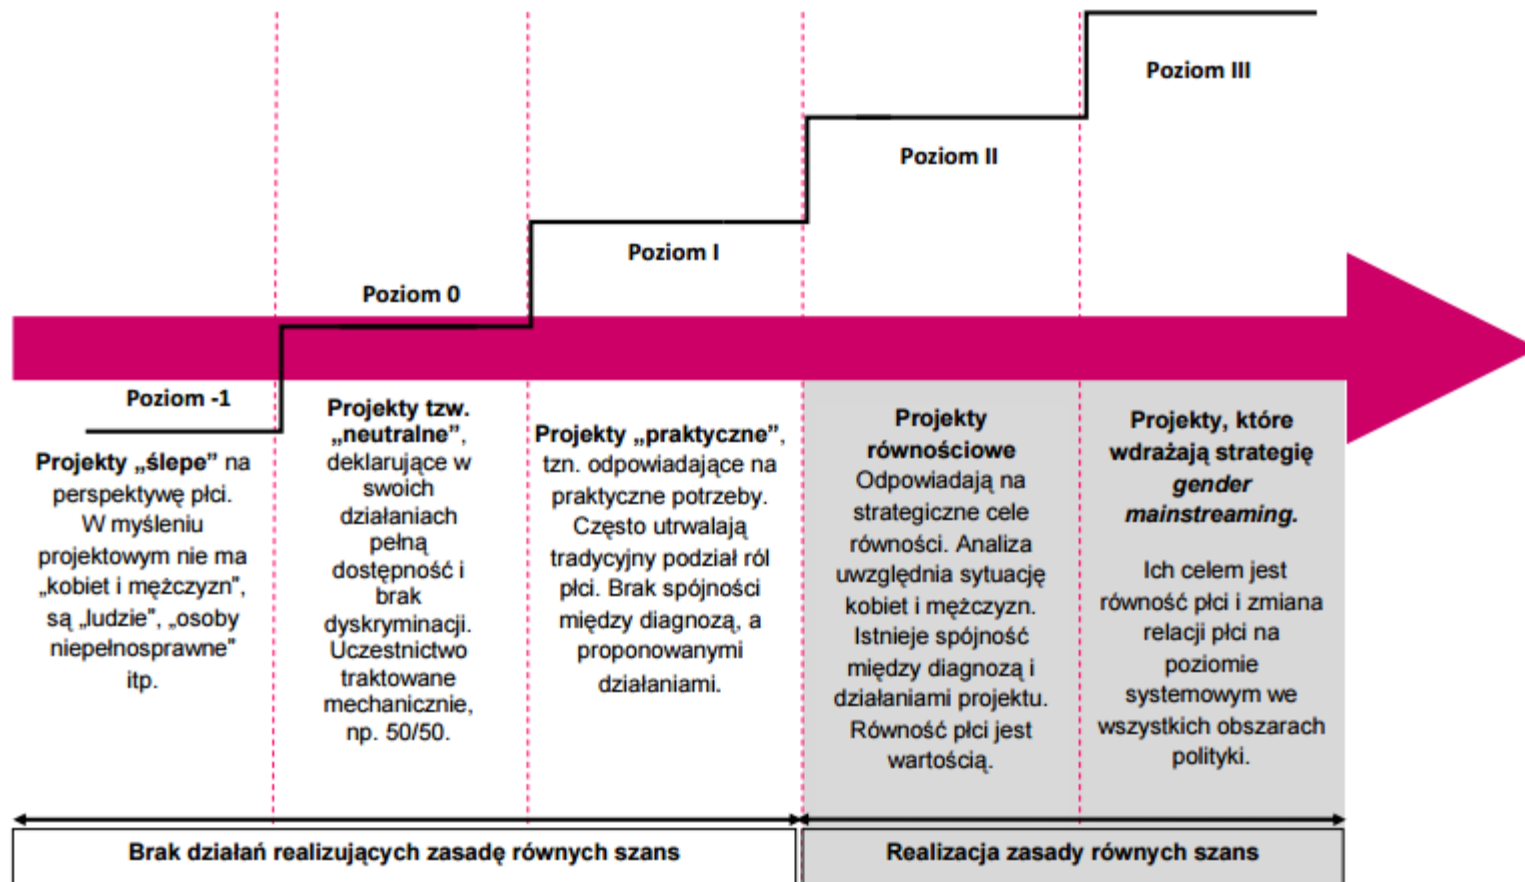 Poziom III
Poziom II
Poziom I
Poziom 0
Poziom -1
Projekty „ślepe” na
perspektywę płci.
W myśleniu
projektowym nie ma
„kobiet i mężczyzn”,
są „ludzie”, „osoby
niepełnosprawne”
itp.
Projekty tzw.
„neutralne”,
deklarujące w
swoich
działaniach
pełną
dostępność i
brak
dyskryminacji.
Uczestnictwo
traktowane
mechanicznie,
np. 50/50.
Projekty „praktyczne”,
tzn. odpowiadające na
praktyczne potrzeby.
Często utrwalają
tradycyjny podział ról
płci. Brak spójności
między diagnozą, a
proponowanymi
działaniami.
Projekty
równościowe
Odpowiadają na
strategiczne cele
równości. Analiza
uwzględnia sytuację
kobiet i mężczyzn.
Istnieje spójność
między diagnozą i
działaniami projektu.
Równość płci jest
wartością.
Projekty, które
wdrażają strategię
gender
mainstreaming.
Ich celem jest
równość płci i zmiana
relacji płci na
poziomie
systemowym we
wszystkich obszarach
polityki.
Brak działań realizujących zasadę równych szans
Realizacja zasady równych szans